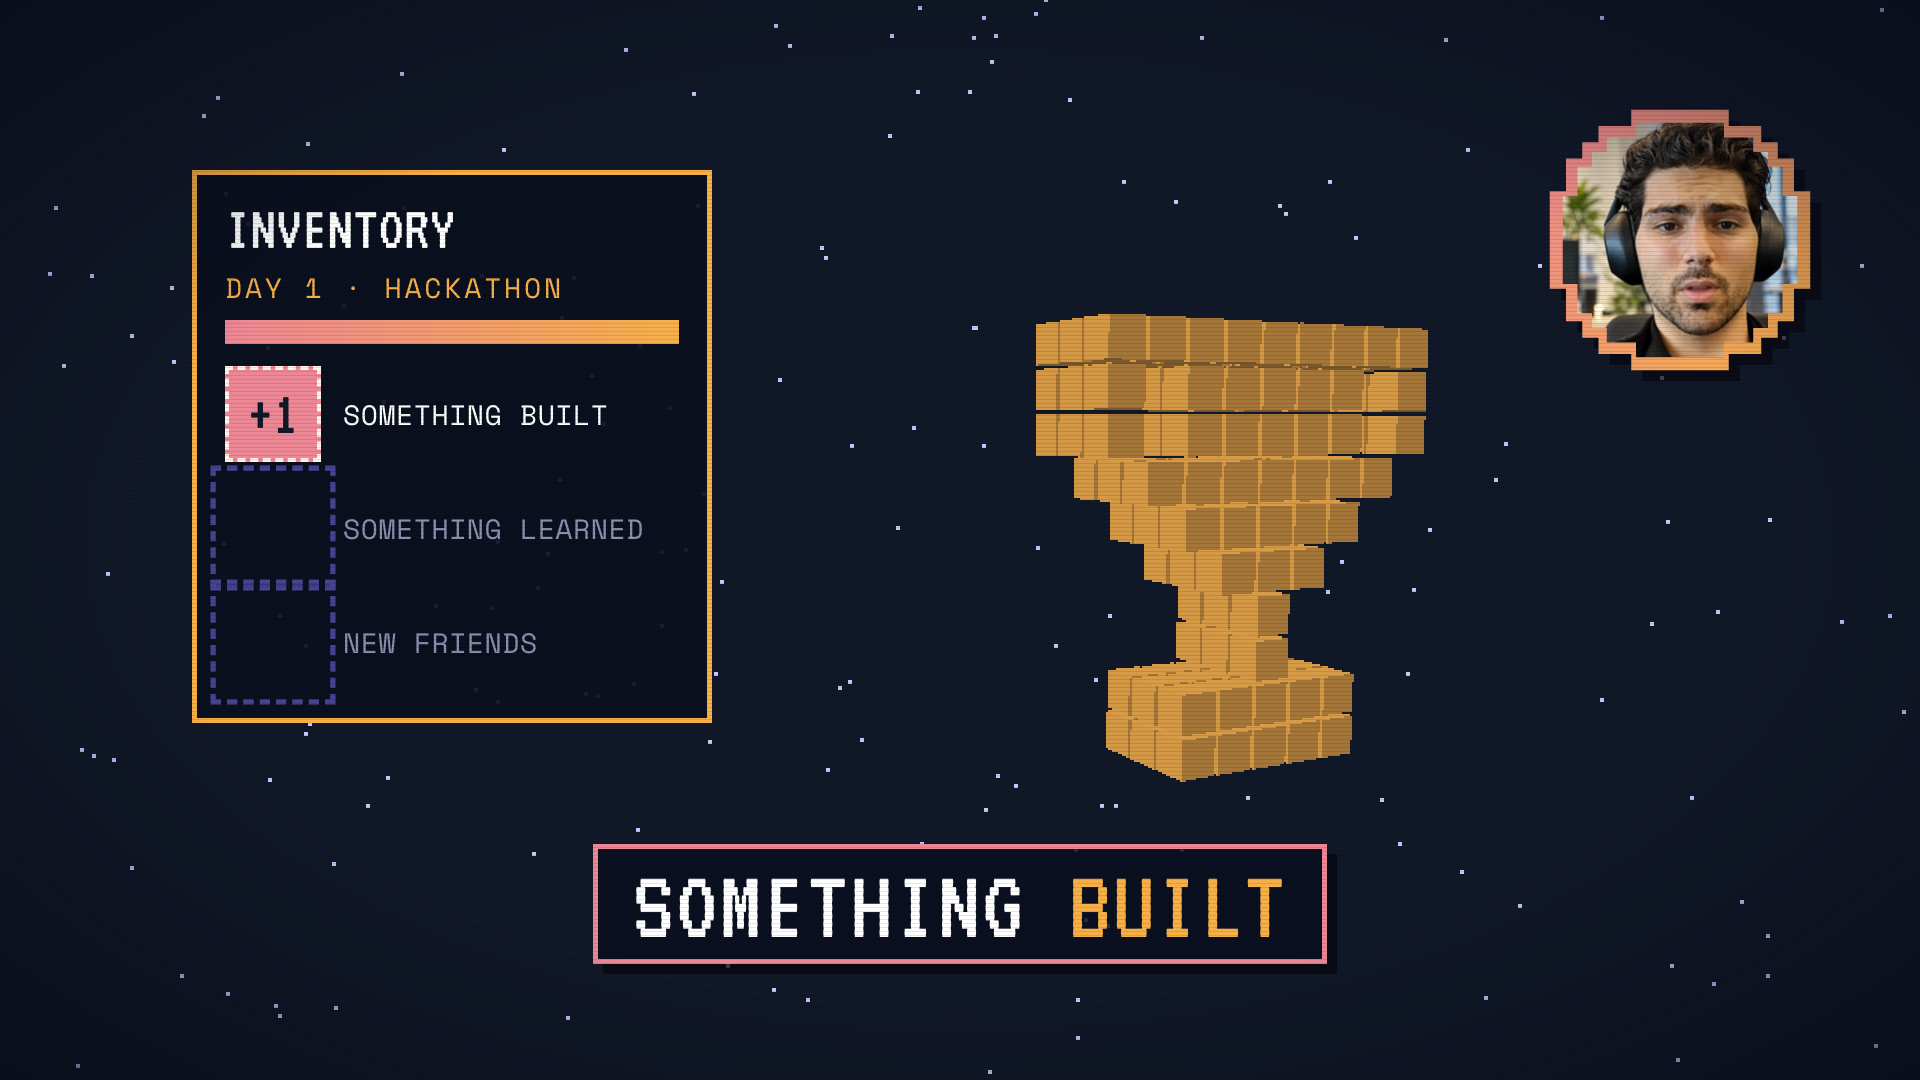 INVENTORY
DAY 1 · HACKATHON
+1
SOMETHING BUILT
SOMETHING LEARNED
NEW FRIENDS
SOMETHING BUILT